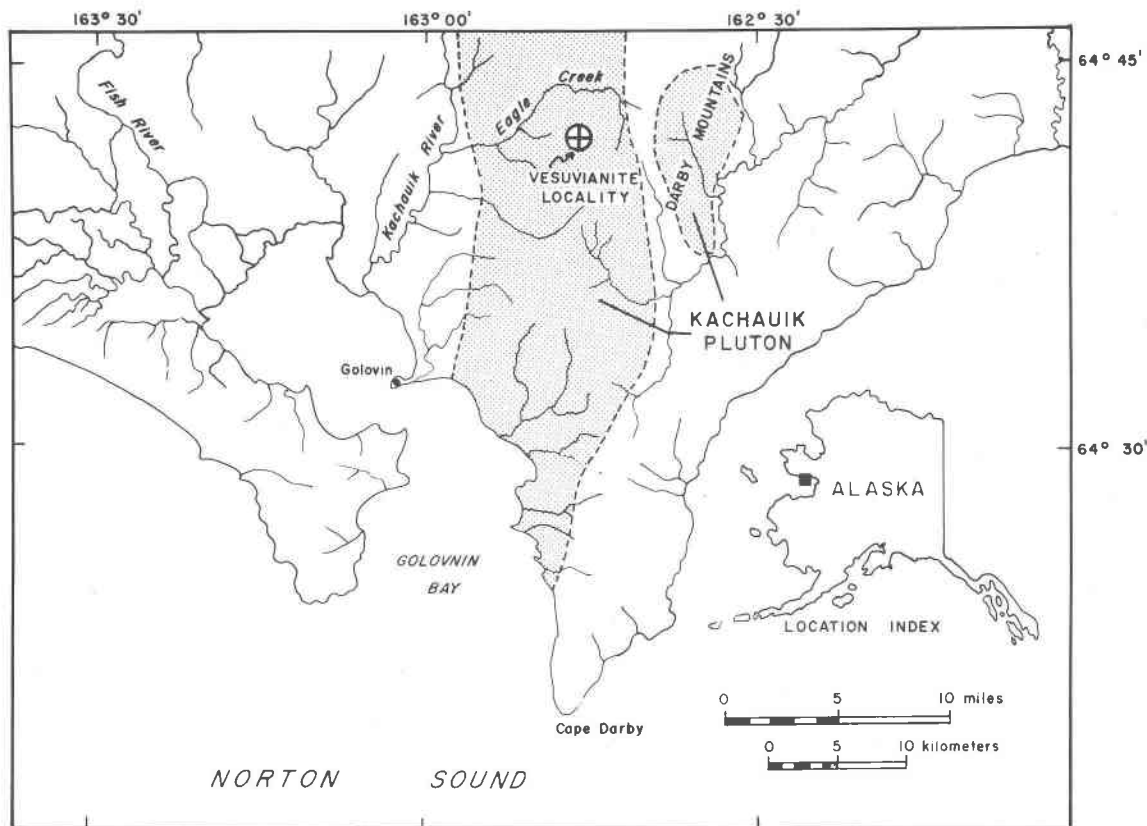 163° 30'
163° 00'
162° 30'
64° 45'
Fish River
Kachauik River
Eagle Creek
DARBY MOUNTAINS
VESUVIANITE
LOCALITY
KACHAUIK
PLUTON
Golovin
64° 30'
ALASKA
GOLOVNIN
BAY
LOCATION INDEX
0 5 10 miles
Cape Darby
0 5 10 kilometers
NORTON SOUND